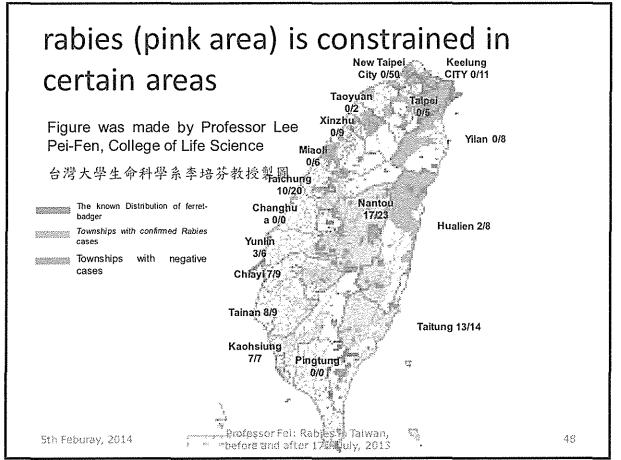 rabies (pink area) is constrained in
certain areas
New Taipei
City 0/50
Keelung
CITY 0/11
Taoyuan
0/2
Taipei
0/5
Xinzhu
0/9
Figure was made by Professor Lee
Pei-Fen, College of Life Science
Yilan 0/8
Miaoli
0/6
台灣大學生命科學系李培芬教授製圖
Taichung
10/20
The known Distribution of ferret-
badger
Changhu
a 0/0
Nantou
17/23
Hualien 2/8
Townships with confirmed Rabies
cases
Yunlin
3/6
Townships with negative
cases
Chiayi 7/9
Tainan 8/9
Taitung 13/14
Kaohsiung
7/7
Pingtung
0/0
5th Feburay, 2014
Professor Fei: Rabies in Taiwan,
before and after 17th July, 2013
48